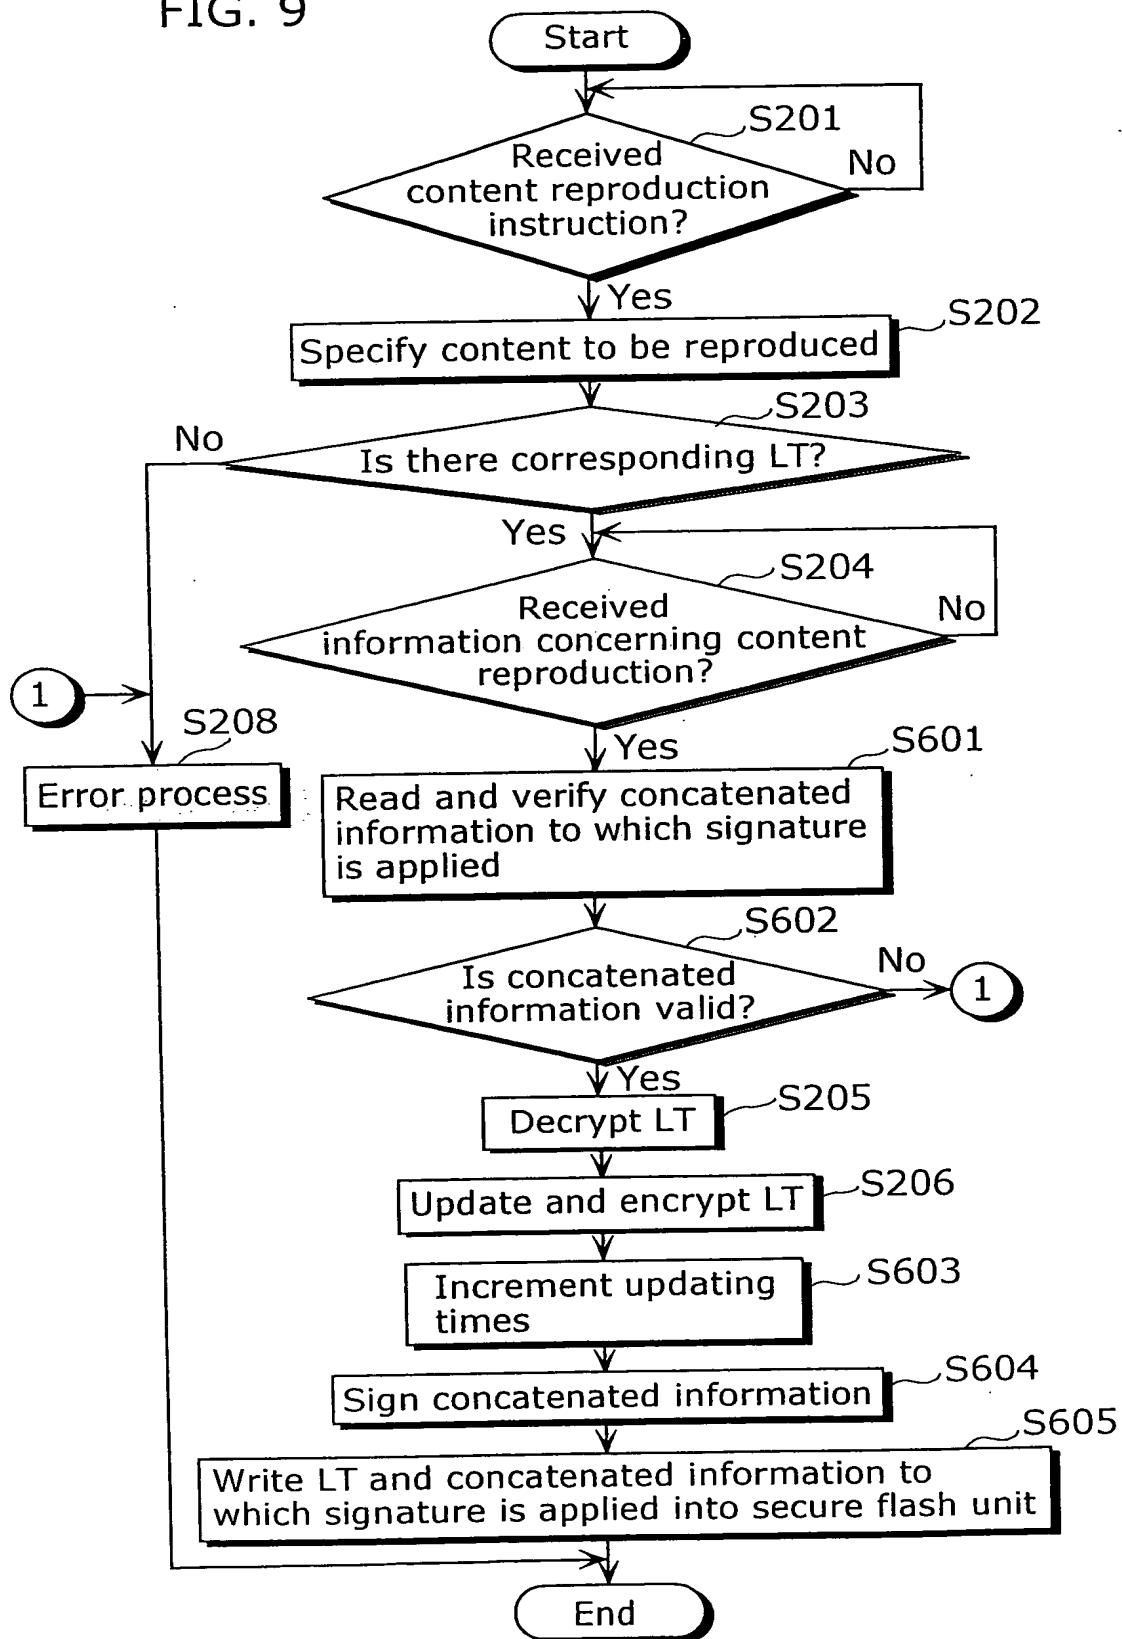 FIG. 9
Start
S201
Received
content reproduction
instruction?
No
Yes
S202
Specify content to be reproduced
S203
No
Is there corresponding LT?
Yes
S204
Received
information concerning content
reproduction?
No
1
S208
Error process
Yes
S601
Read and verify concatenated
information to which signature
is applied
S602
Is concatenated
information valid?
No
1
Yes
S205
Decrypt LT
S206
Update and encrypt LT
S603
Increment updating
times
S604
Sign concatenated information
S605
Write LT and concatenated information to
which signature is applied into secure flash unit
End